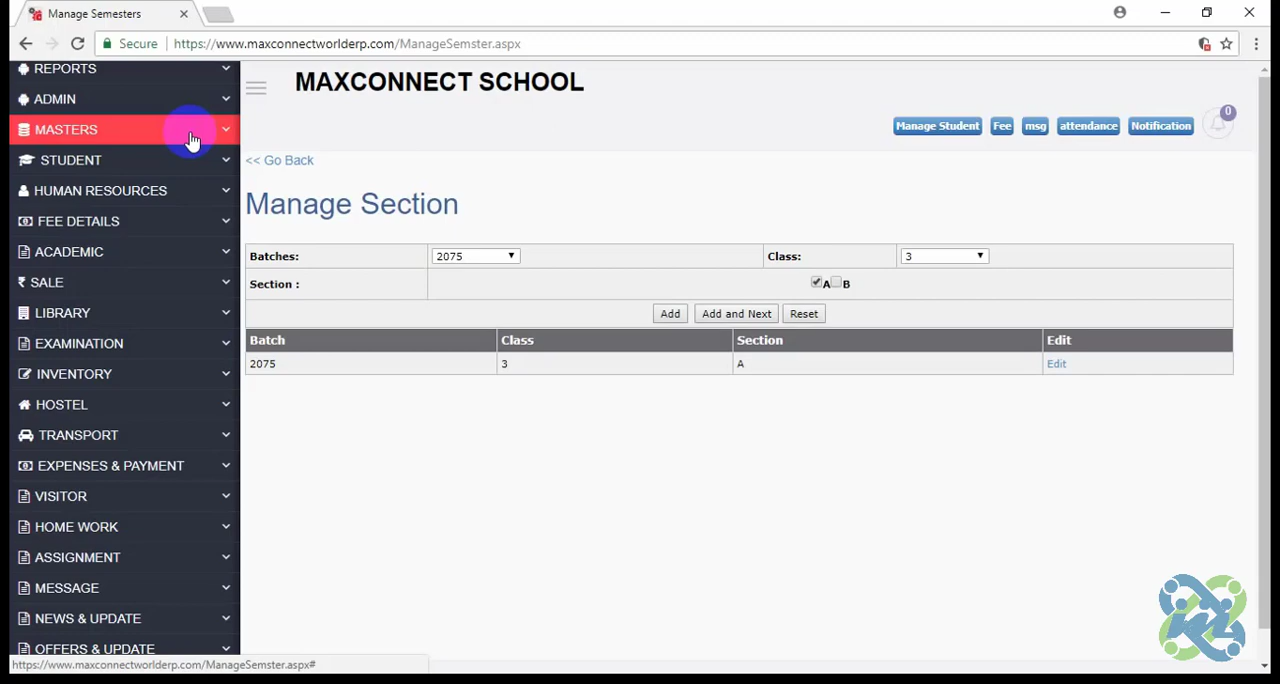 Manage Semesters
Secure https://www.maxconnectworlderp.com/ManageSemster.aspx
REPORTS
ADMIN
MASTERS
STUDENT
HUMAN RESOURCES
FEE DETAILS
ACADEMIC
SALE
LIBRARY
EXAMINATION
INVENTORY
HOSTEL
TRANSPORT
EXPENSES & PAYMENT
VISITOR
HOME WORK
ASSIGNMENT
MESSAGE
NEWS & UPDATE
OFFERS & UPDATE
https://www.maxconnectworlderp.com/ManageSemster.aspx#
MAXCONNECT SCHOOL
Manage Student Fee msg attendance Notification 0
<< Go Back
Manage Section
Batches: 2075 Class: 3
Section : A B
Add Add and Next Reset
Batch Class Section Edit
2075 3 A Edit